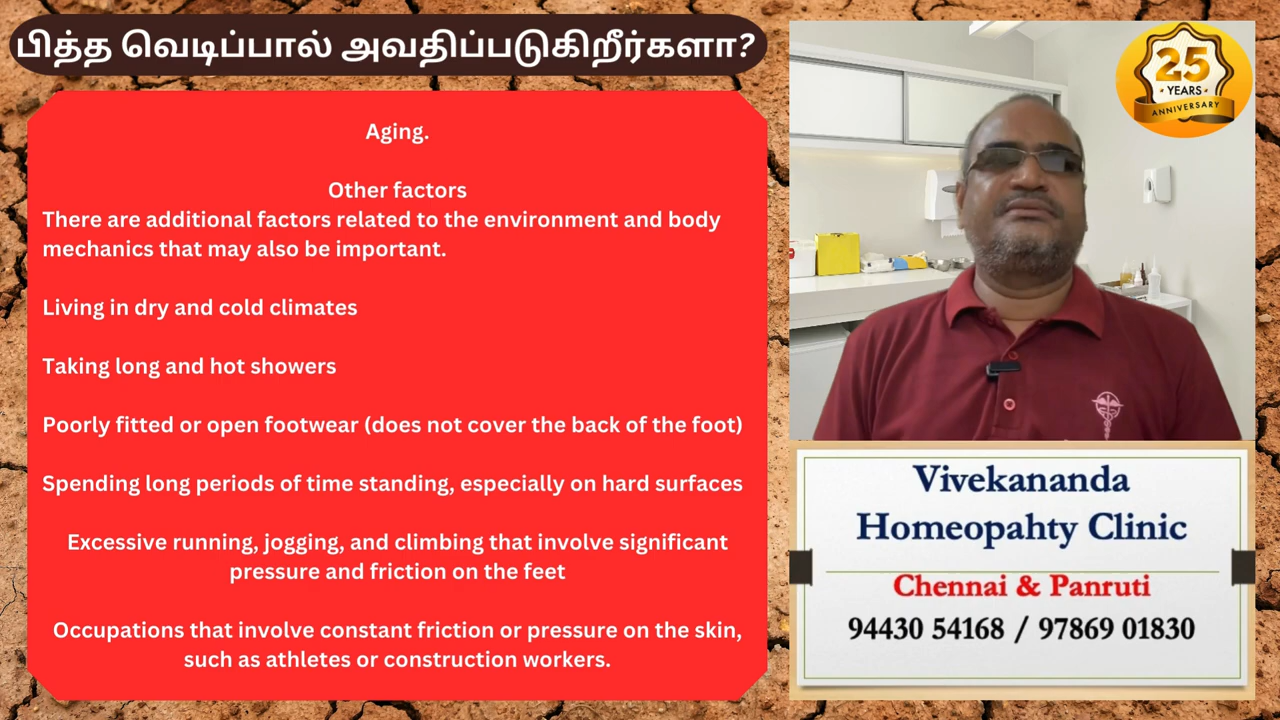 பித்த வெடிப்பால் அவதிப்படுகிறீர்களா?
Aging.
Other factors
There are additional factors related to the environment and body
mechanics that may also be important.
Living in dry and cold climates
Taking long and hot showers
Poorly fitted or open footwear (does not cover the back of the foot)
Spending long periods of time standing, especially on hard surfaces
Excessive running, jogging, and climbing that involve significant
pressure and friction on the feet
Occupations that involve constant friction or pressure on the skin,
such as athletes or construction workers.
25
YEARS
ANNIVERSARY
Vivekananda
Homeopahty Clinic
Chennai & Panruti
94430 54168 / 97869 01830